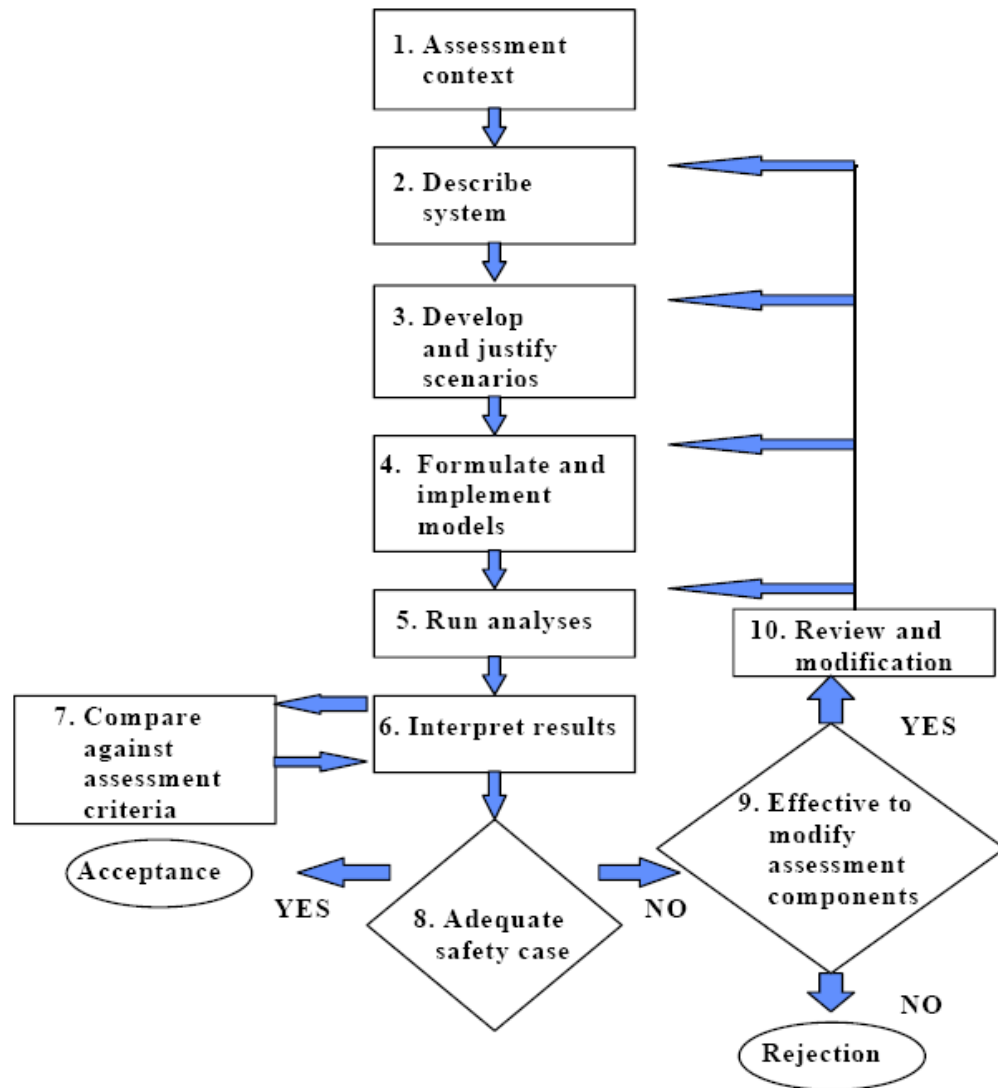 1. Assessment
context
2. Describe
system
3. Develop
and justify
scenarios
4. Formulate and
implement
models
5. Run analyses
10. Review and
modification
6. Interpret results
7. Compare
against
assessment
criteria
YES
9. Effective to
modify
assessment
components
Acceptance
YES
NO
8. Adequate
safety case
NO
Rejection